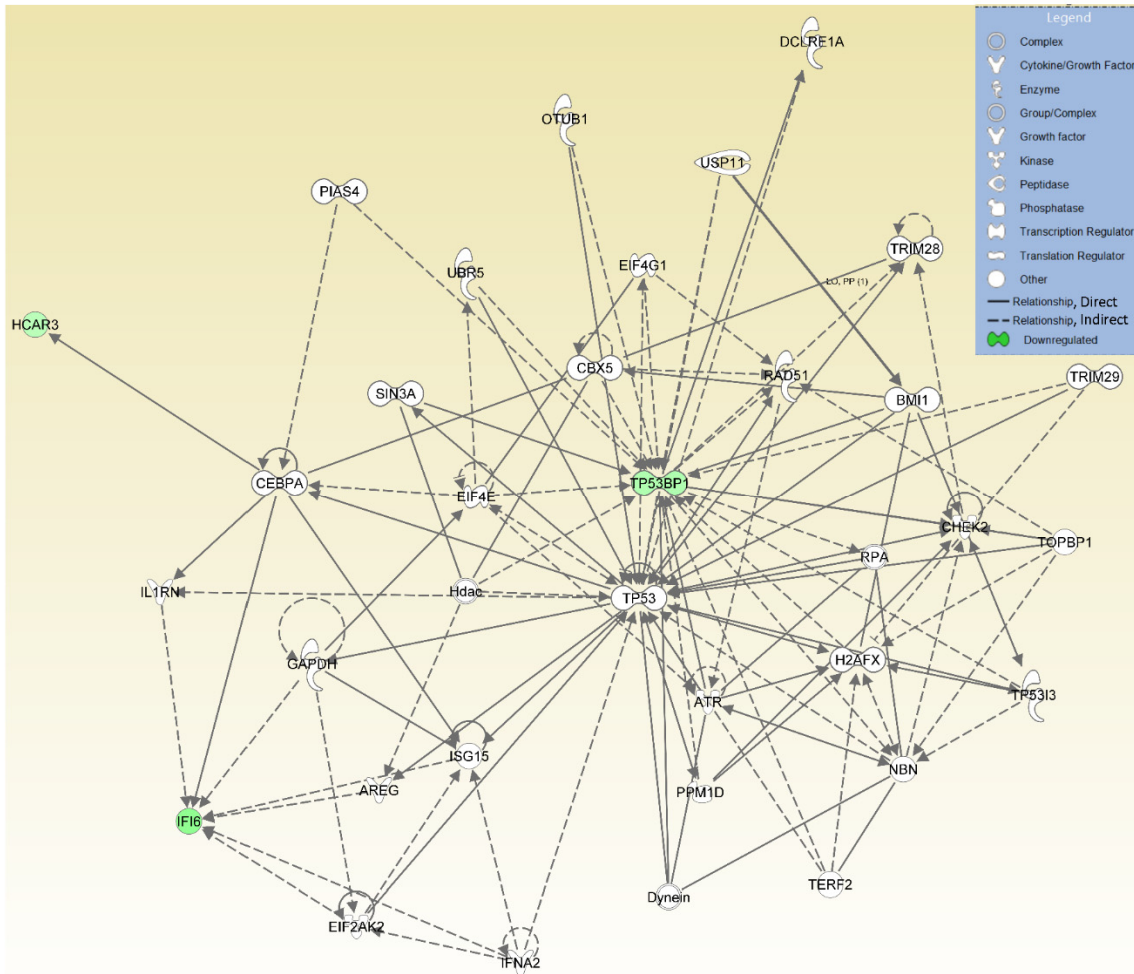 Legend
Complex
Cytokine/Growth Factor
Enzyme
Group/Complex
Growth factor
Kinase
Peptidase
Phosphatase
Transcription Regulator
Translation Regulator
Other
Relationship, Direct
Relationship, Indirect
Downregulated
DCLRE1A
OTUB1
USP11
PIAS4
TRIM28
UBR5
EIF4G1
LO, PP (1)
HCAR3
CBX5
RAD51
TRIM29
SIN3A
BMI1
CEBPA
EIF4E
TP53BP1
CHEK2
TOPBP1
RPA
IL1RN
Hdac
TP53
GAPDH
H2AFX
TP53I3
ATR
ISG15
NBN
AREG
PPM1D
IFI6
TERF2
Dynein
EIF2AK2
IFNA2